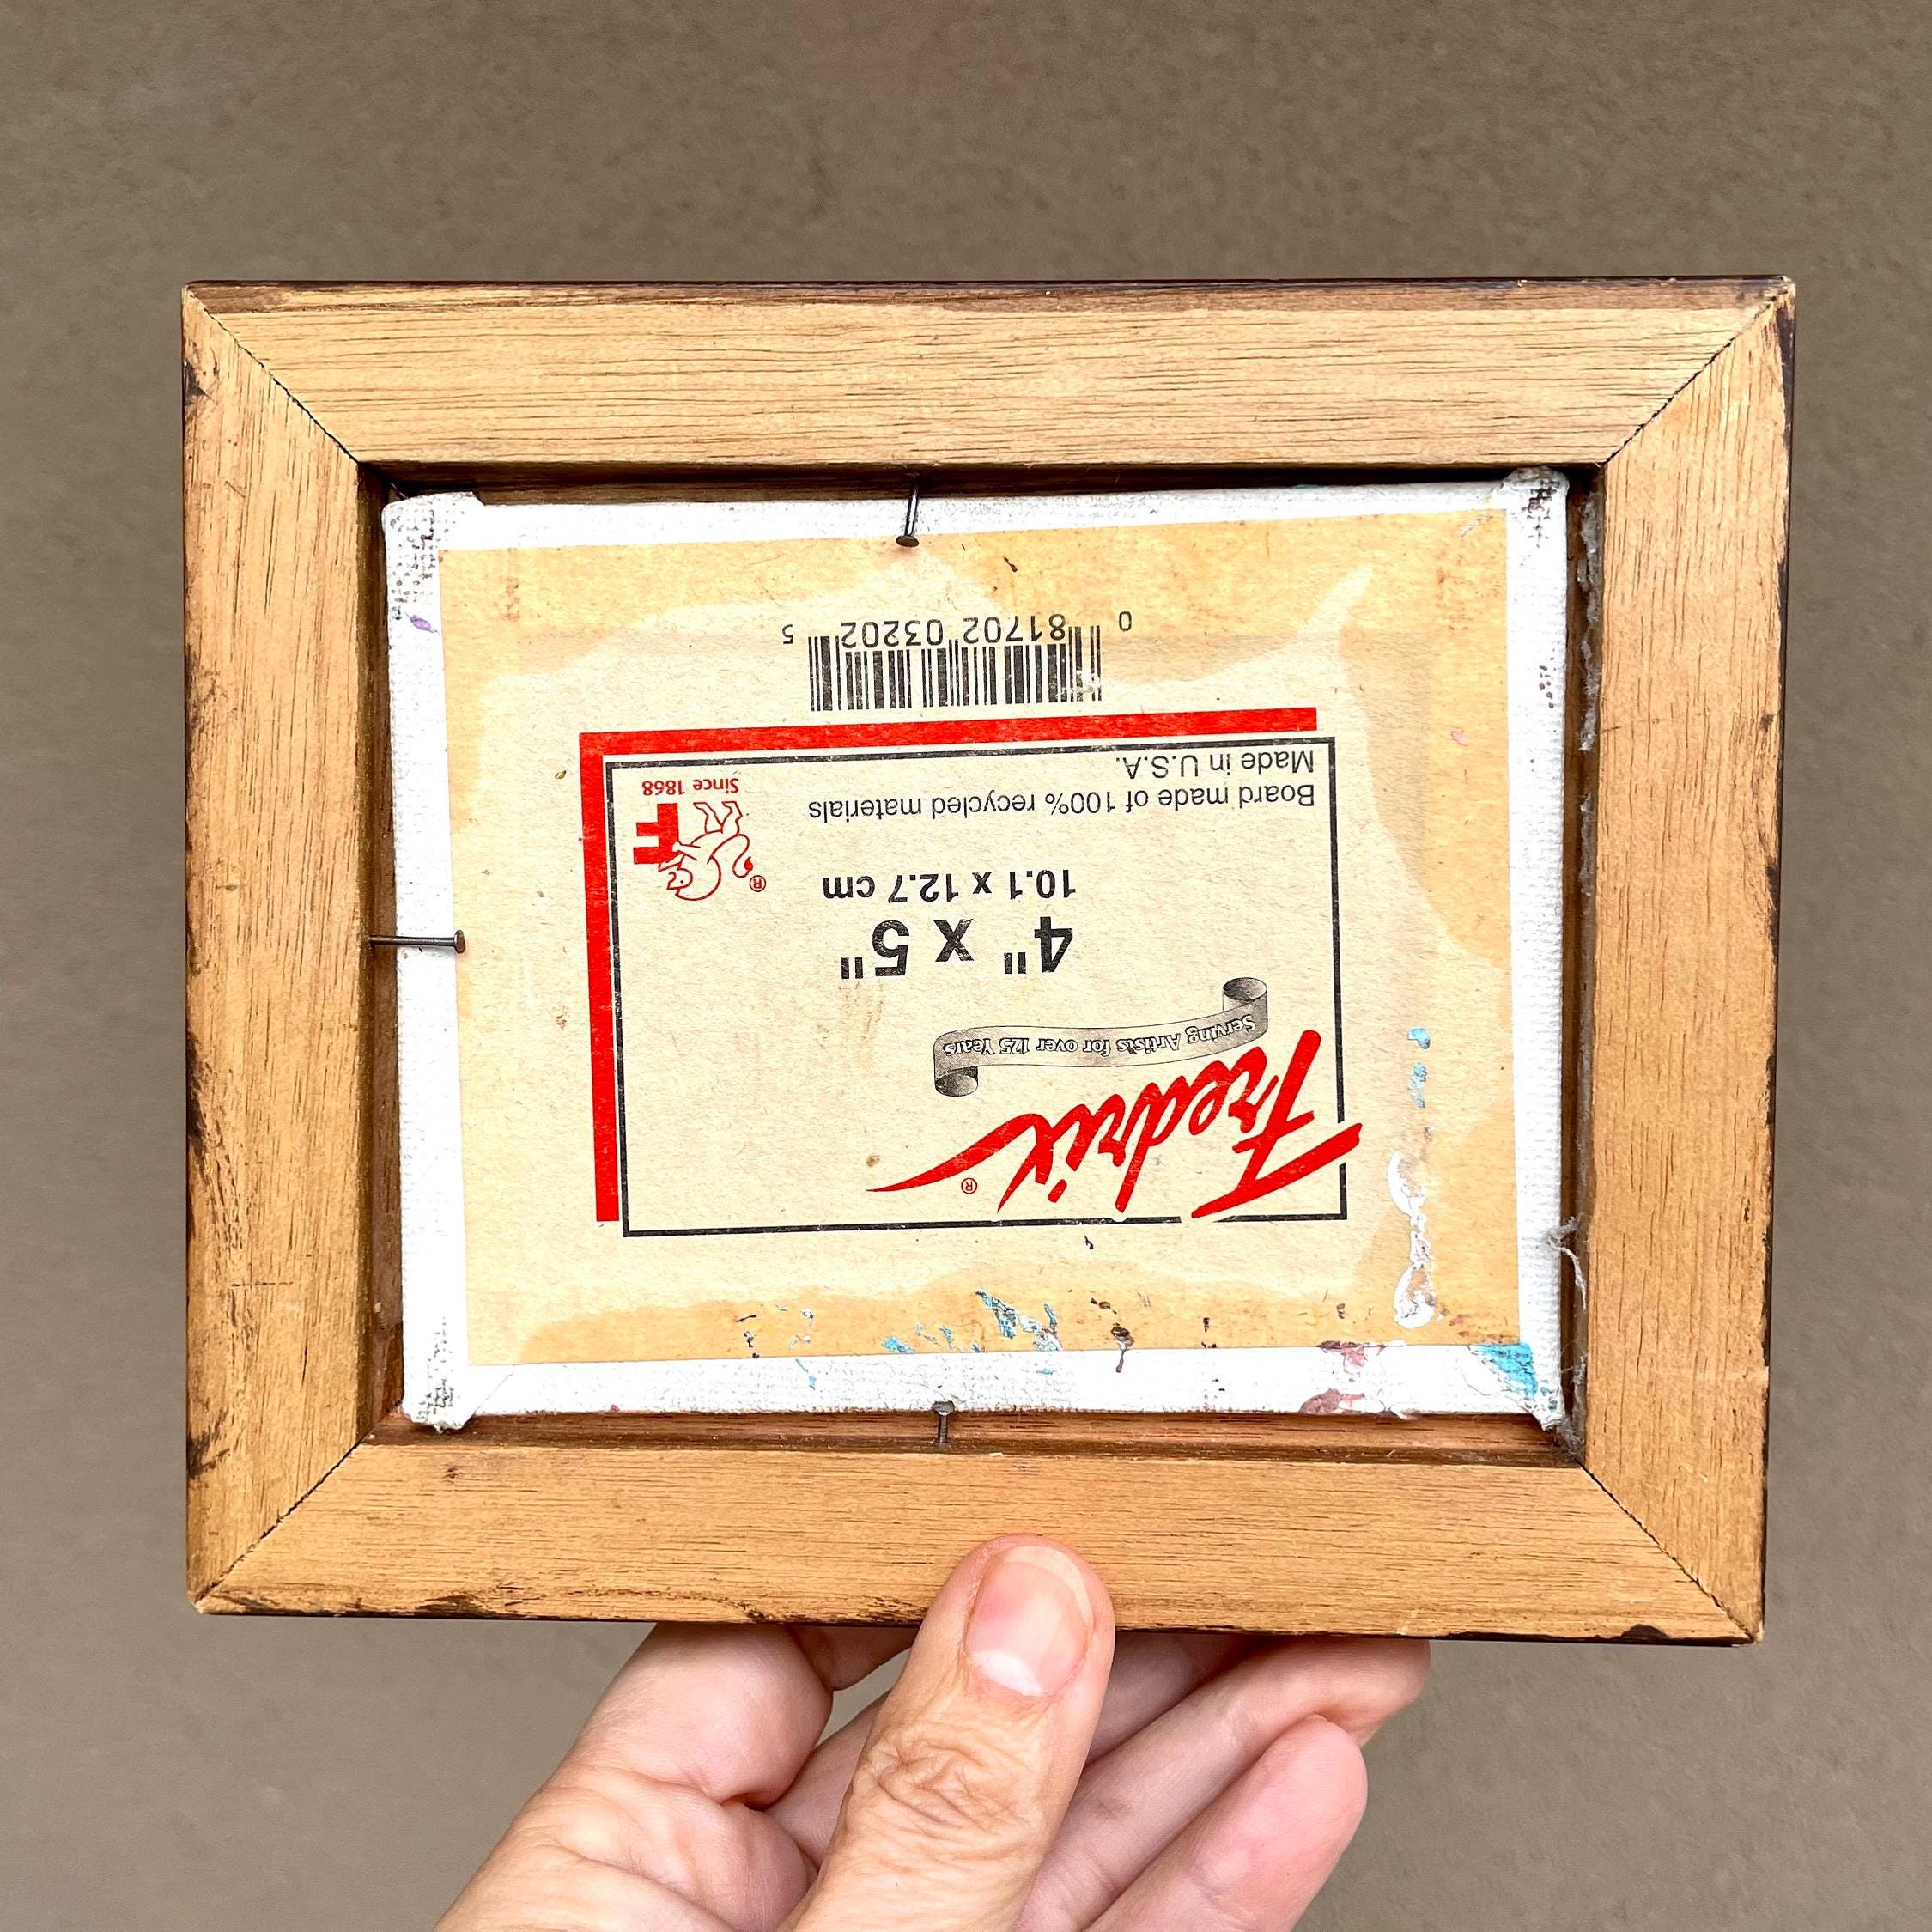 Fredrix®
Serving Artists for over 125 Years
4" x 5"
10.1 x 12.7 cm
®
F
Since 1868
Board made of 100% recycled materials
Made in U.S.A.
0 81702 03202 5